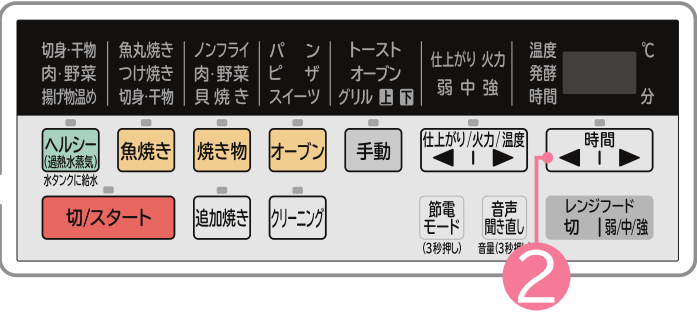 切身·干物
肉·野菜
揚げ物温め
魚丸焼き
つけ焼き
切身·干物
ノンフライ
肉·野菜
貝焼き
パン
ピザ
スイーツ
トースト
オーブン
グリル 上 下
仕上がり 火力
弱 中 強
温度
発酵
時間
℃
分
ヘルシー
(過熱水蒸気)
水タンクに給水
魚焼き
焼き物
オーブン
手動
仕上がり/火力/温度
◀ ı ▶
時間
◀ ı ▶
切/スタート
追加焼き
クリーニング
節電
モード
(3秒押し)
音声
聞き直し
音量(3秒押
レンジフード
切 |弱/中/強
2